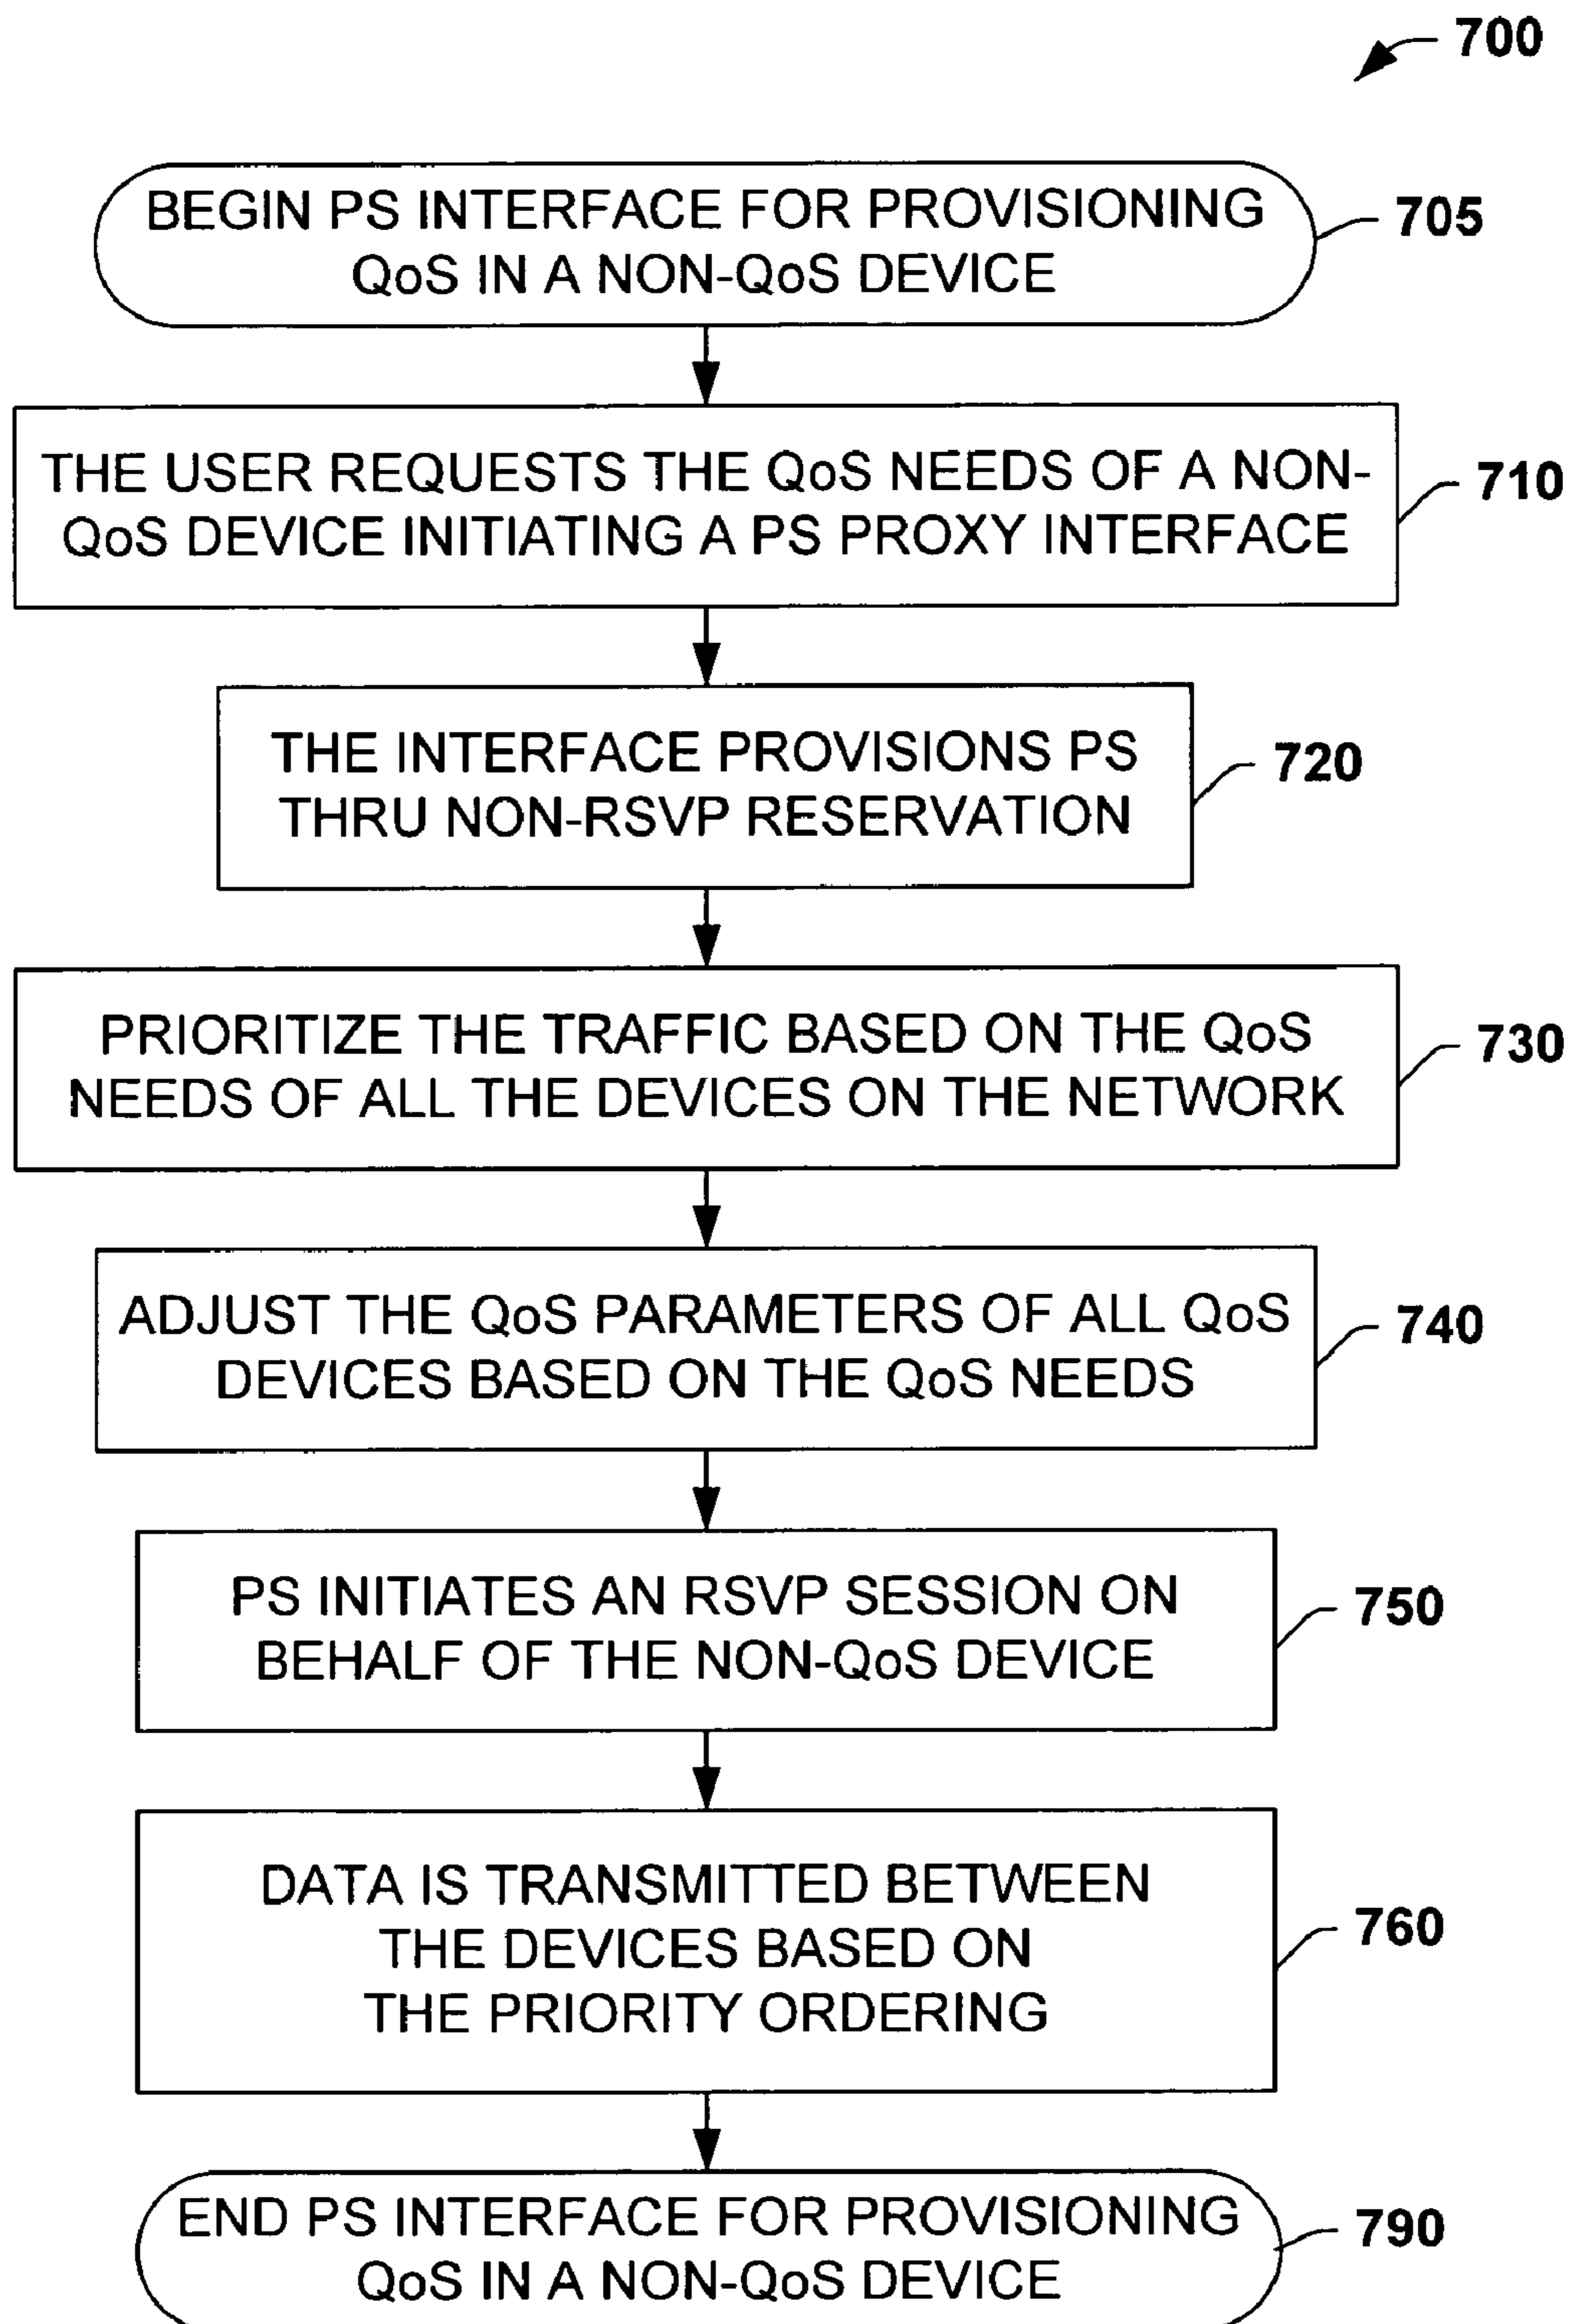 700
BEGIN PS INTERFACE FOR PROVISIONING
QoS IN A NON-QoS DEVICE
705
THE USER REQUESTS THE QoS NEEDS OF A NON-
QoS DEVICE INITIATING A PS PROXY INTERFACE
710
THE INTERFACE PROVISIONS PS
THRU NON-RSVP RESERVATION
720
PRIORITIZE THE TRAFFIC BASED ON THE QoS
NEEDS OF ALL THE DEVICES ON THE NETWORK
730
ADJUST THE QoS PARAMETERS OF ALL QoS
DEVICES BASED ON THE QoS NEEDS
740
PS INITIATES AN RSVP SESSION ON
BEHALF OF THE NON-QoS DEVICE
750
DATA IS TRANSMITTED BETWEEN
THE DEVICES BASED ON
THE PRIORITY ORDERING
760
END PS INTERFACE FOR PROVISIONING
QoS IN A NON-QoS DEVICE
790